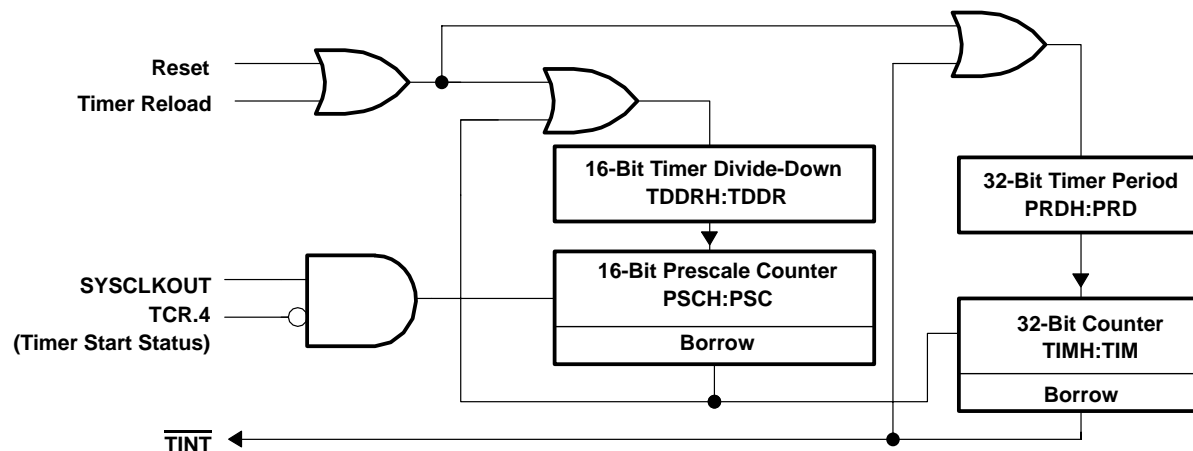 Reset
Timer Reload
16-Bit Timer Divide-Down
TDDRH:TDDR
32-Bit Timer Period
PRDH:PRD
SYSCLKOUT
TCR.4
(Timer Start Status)
16-Bit Prescale Counter
PSCH:PSC
Borrow
32-Bit Counter
TIMH:TIM
Borrow
TINT